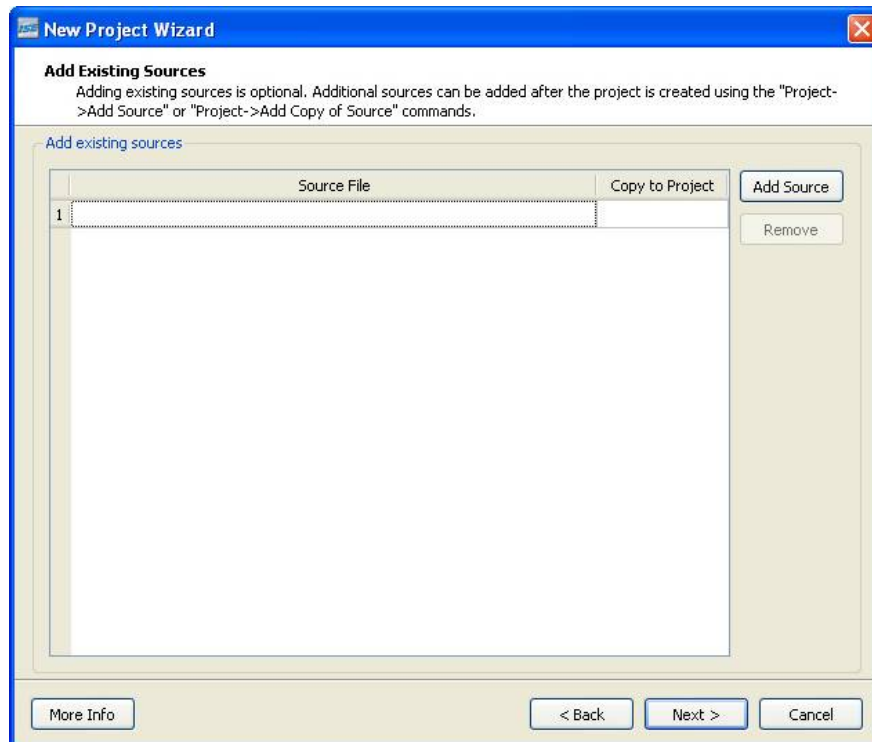 ISE New Project Wizard
Add Existing Sources
Adding existing sources is optional. Additional sources can be added after the project is created using the "Project-
>Add Source" or "Project->Add Copy of Source" commands.
Add existing sources
Source File Copy to Project Add Source
1
Remove
More Info < Back Next > Cancel